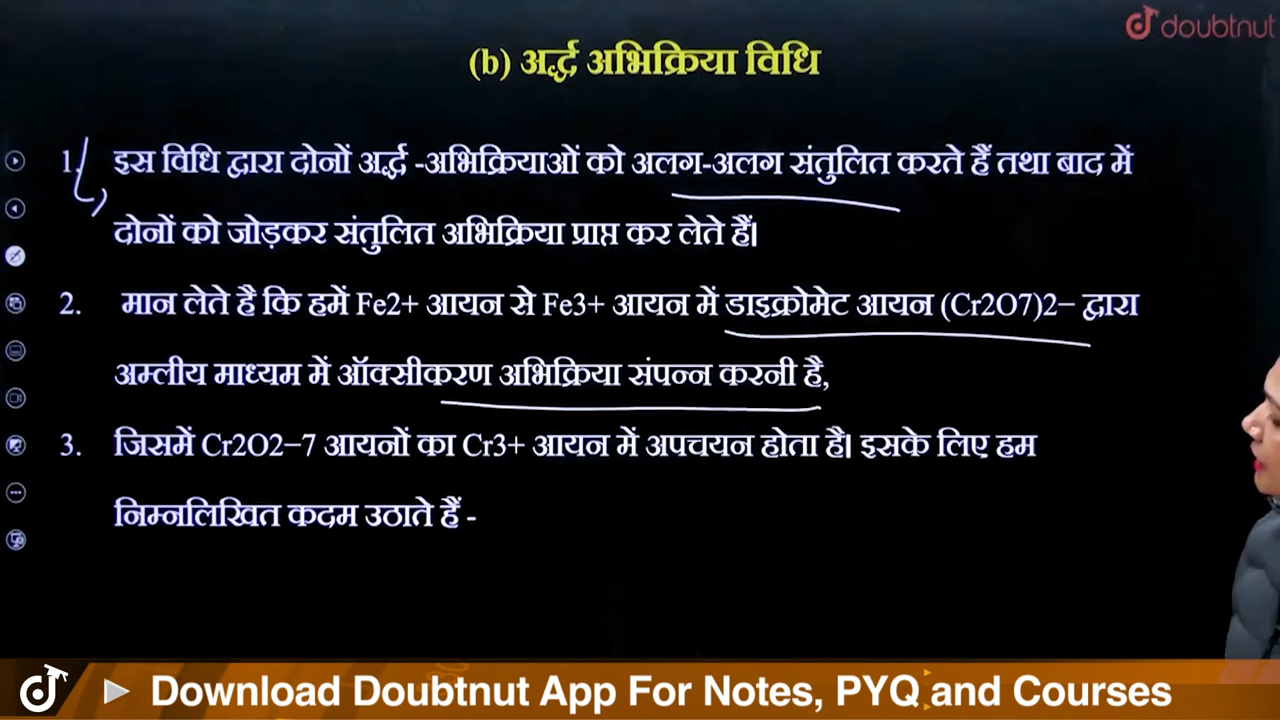 doubtnut
(b) अर्द्ध अभिक्रिया विधि
1. इस विधि द्वारा दोनों अर्द्ध -अभिक्रियाओं को अलग-अलग संतुलित करते हैं तथा बाद में
दोनों को जोड़कर संतुलित अभिक्रिया प्राप्त कर लेते हैं।
2. मान लेते है कि हमें Fe2+ आयन से Fe3+ आयन में डाइक्रोमेट आयन (Cr2O7)2− द्वारा
अम्लीय माध्यम में ऑक्सीकरण अभिक्रिया संपन्न करनी है,
3. जिसमें Cr2O2−7 आयनों का Cr3+ आयन में अपचयन होता है। इसके लिए हम
निम्नलिखित कदम उठाते हैं -
Download Doubtnut App For Notes, PYQ and Courses